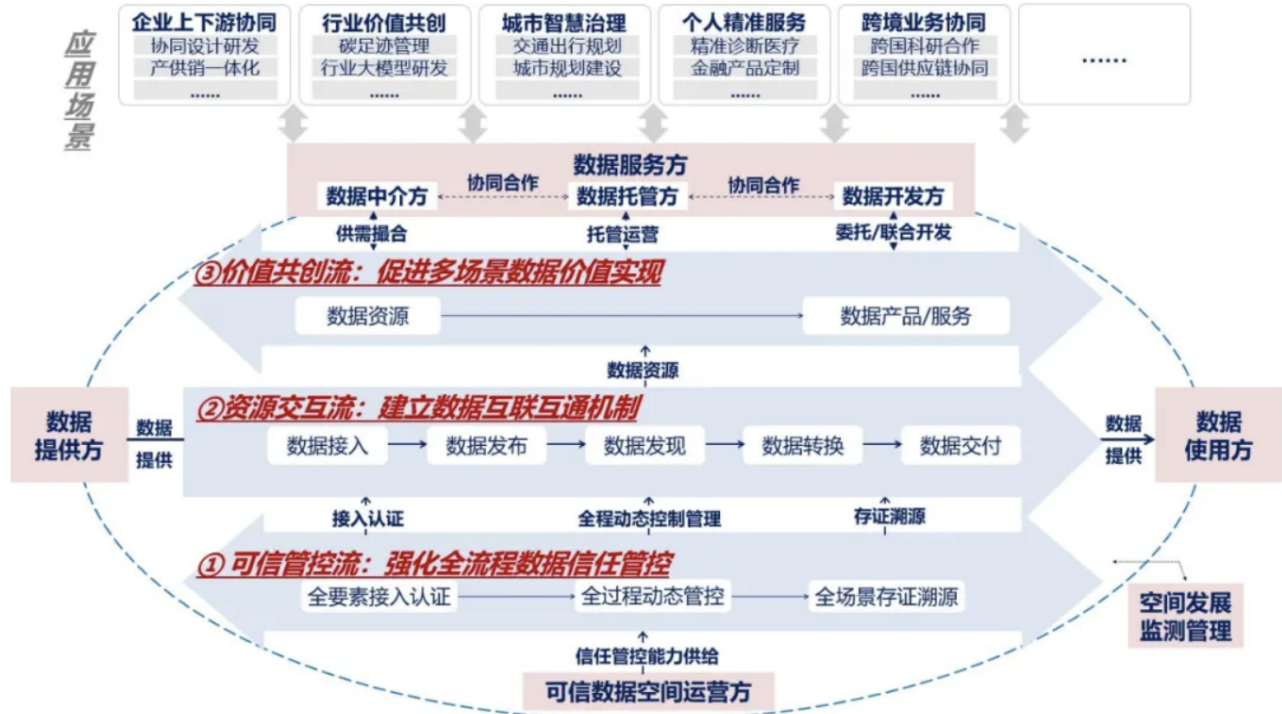 应用场景
企业上下游协同
协同设计研发
产供销一体化
......
行业价值共创
碳足迹管理
行业大模型研发
......
城市智慧治理
交通出行规划
城市规划建设
......
个人精准服务
精准诊断医疗
金融产品定制
......
跨境业务协同
跨国科研合作
跨国供应链协同
......
......
数据服务方
数据中介方
协同合作
数据托管方
协同合作
数据开发方
供需撮合
托管运营
委托/联合开发
③价值共创流：促进多场景数据价值实现
数据资源
数据产品/服务
数据资源
数据
提供方
数据
提供
②资源交互流：建立数据互联互通机制
数据接入
数据发布
数据发现
数据转换
数据交付
数据
提供
数据
使用方
接入认证
全程动态控制管理
存证溯源
①可信管控流：强化全流程数据信任管控
全要素接入认证
全过程动态管控
全场景存证溯源
空间发展
监测管理
信任管控能力供给
可信数据空间运营方